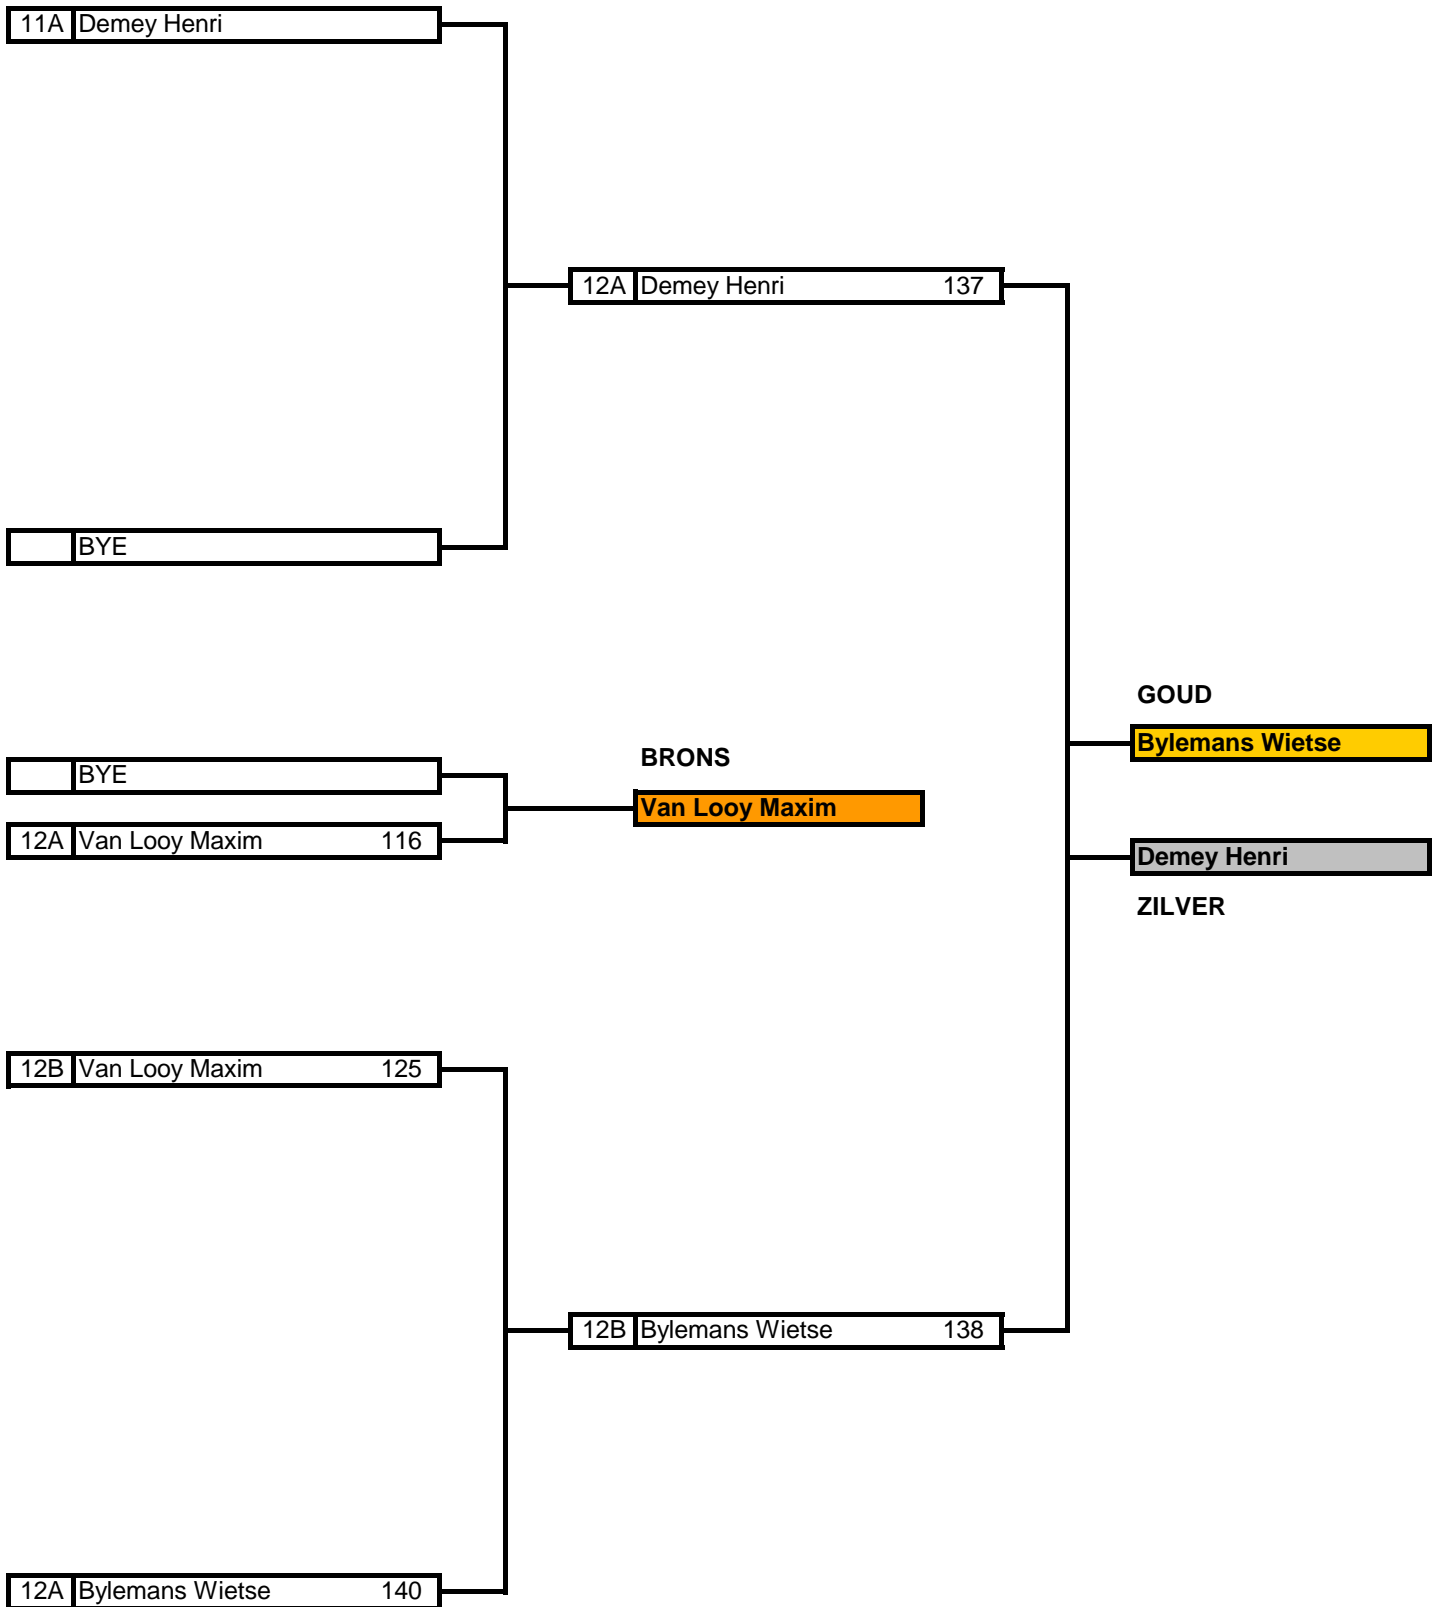 11A Demey Henri
12A Demey Henri 137
BYE
GOUD
Bylemans Wietse
BRONS
BYE
Van Looy Maxim
12A Van Looy Maxim 116
Demey Henri
ZILVER
12B Van Looy Maxim 125
12B Bylemans Wietse 138
12A Bylemans Wietse 140